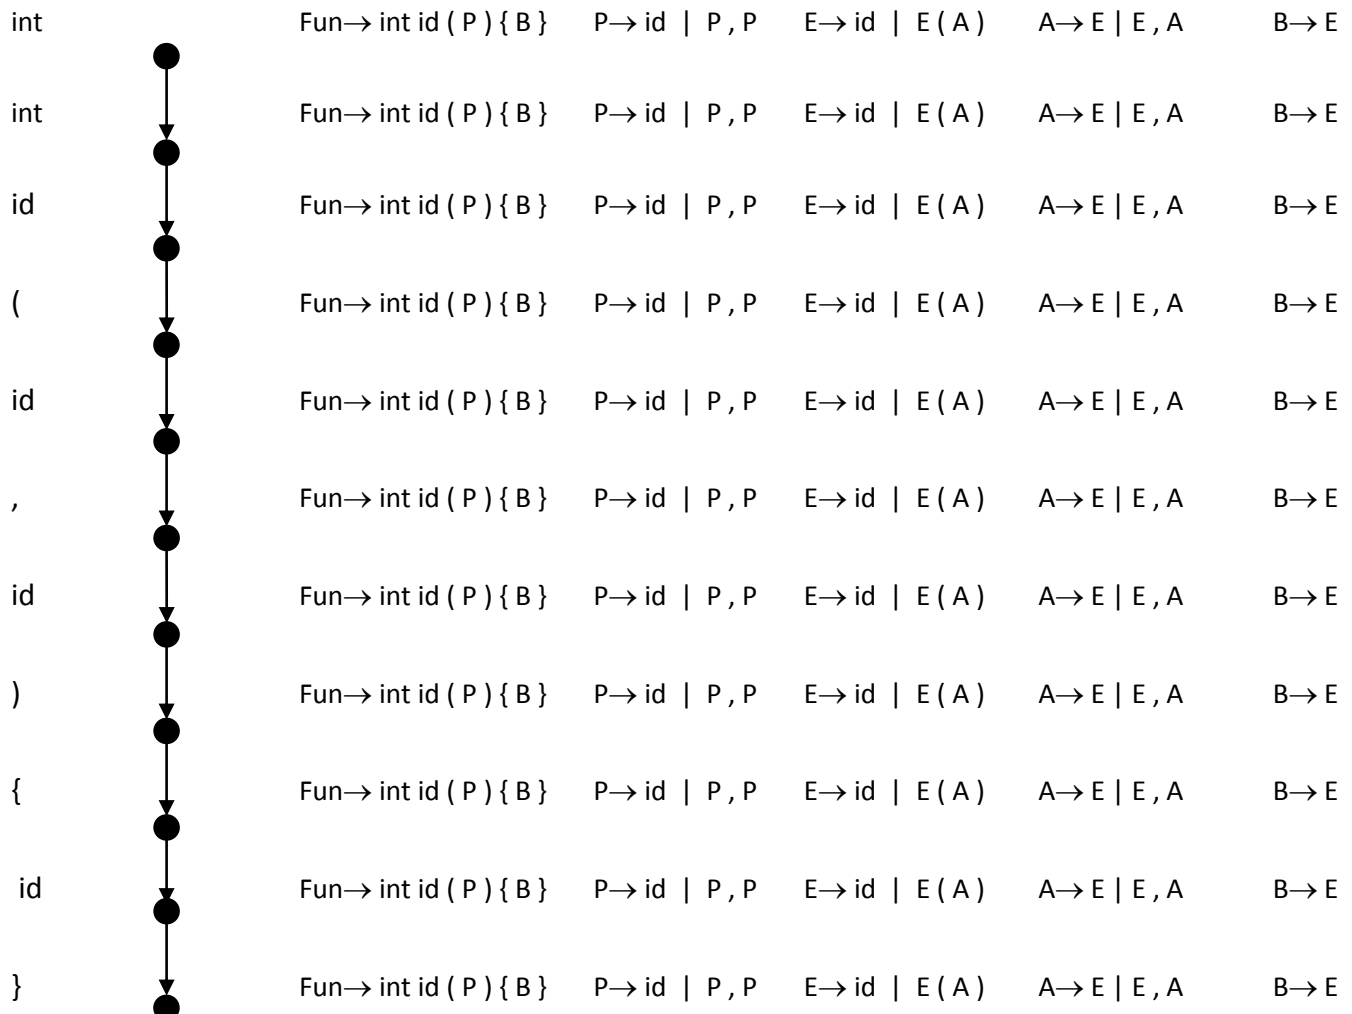 int Fun→ int id ( P ) { B } P→ id | P , P E→ id | E ( A ) A→ E | E , A B→ E
int Fun→ int id ( P ) { B } P→ id | P , P E→ id | E ( A ) A→ E | E , A B→ E
id Fun→ int id ( P ) { B } P→ id | P , P E→ id | E ( A ) A→ E | E , A B→ E
( Fun→ int id ( P ) { B } P→ id | P , P E→ id | E ( A ) A→ E | E , A B→ E
id Fun→ int id ( P ) { B } P→ id | P , P E→ id | E ( A ) A→ E | E , A B→ E
, Fun→ int id ( P ) { B } P→ id | P , P E→ id | E ( A ) A→ E | E , A B→ E
id Fun→ int id ( P ) { B } P→ id | P , P E→ id | E ( A ) A→ E | E , A B→ E
) Fun→ int id ( P ) { B } P→ id | P , P E→ id | E ( A ) A→ E | E , A B→ E
{ Fun→ int id ( P ) { B } P→ id | P , P E→ id | E ( A ) A→ E | E , A B→ E
id Fun→ int id ( P ) { B } P→ id | P , P E→ id | E ( A ) A→ E | E , A B→ E
} Fun→ int id ( P ) { B } P→ id | P , P E→ id | E ( A ) A→ E | E , A B→ E